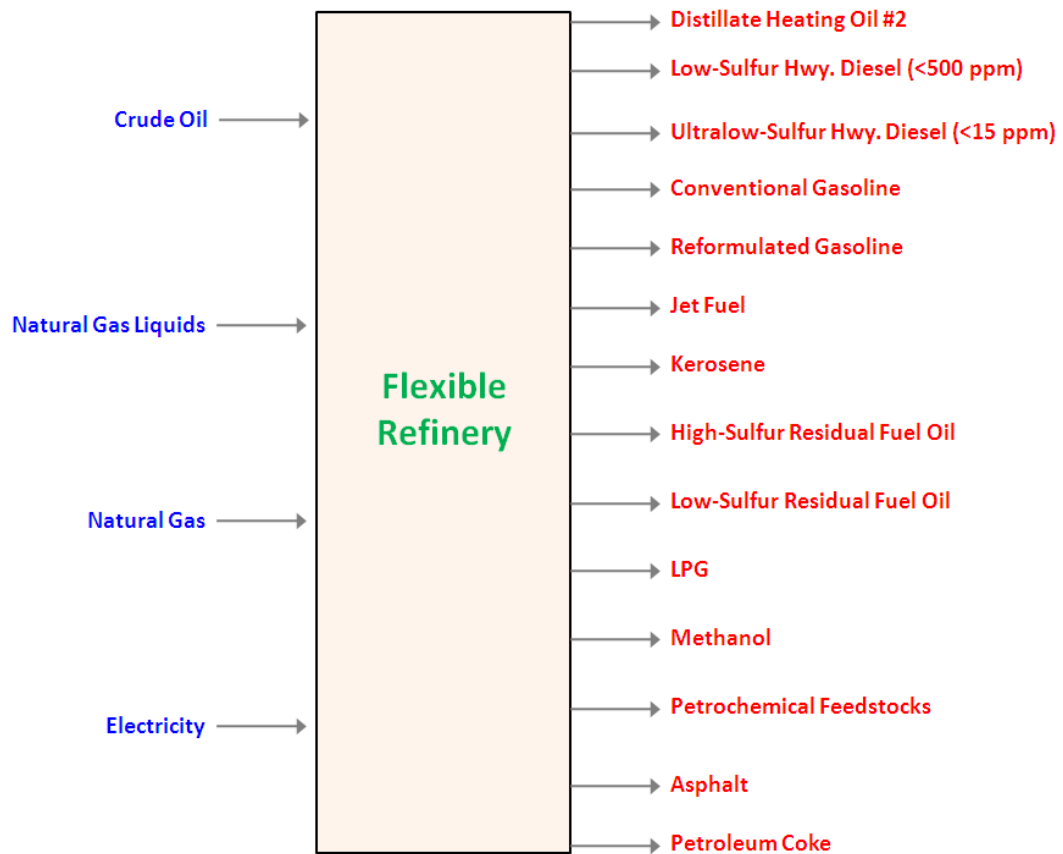 Distillate Heating Oil #2
Low-Sulfur Hwy. Diesel (<500 ppm)
Crude Oil
Ultralow-Sulfur Hwy. Diesel (<15 ppm)
Conventional Gasoline
Reformulated Gasoline
Jet Fuel
Natural Gas Liquids
Kerosene
Flexible
Refinery
High-Sulfur Residual Fuel Oil
Low-Sulfur Residual Fuel Oil
Natural Gas
LPG
Methanol
Petrochemical Feedstocks
Electricity
Asphalt
Petroleum Coke